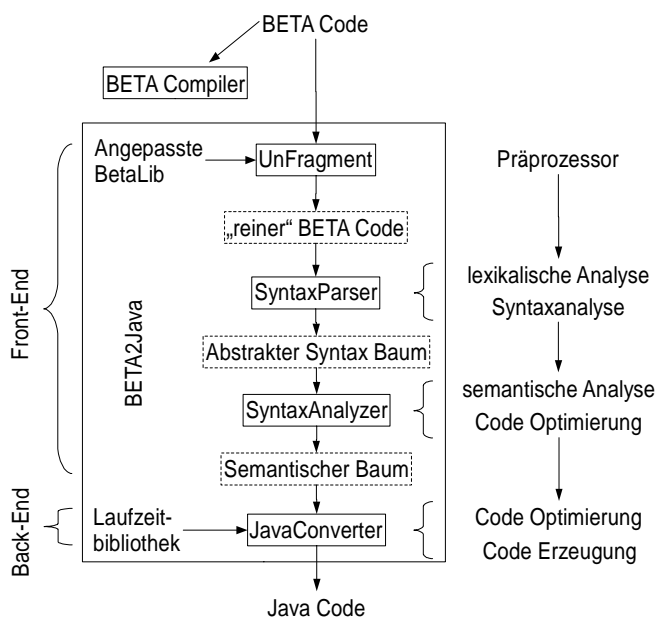 BETA Code
BETA Compiler
Angepasste
BetaLib
UnFragment
Präprozessor
„reiner“ BETA Code
lexikalische Analyse
Syntaxanalyse
SyntaxParser
Front-End
BETA2Java
Abstrakter Syntax Baum
semantische Analyse
Code Optimierung
SyntaxAnalyzer
Semantischer Baum
Back-End
Laufzeit-
bibliothek
JavaConverter
Code Optimierung
Code Erzeugung
Java Code